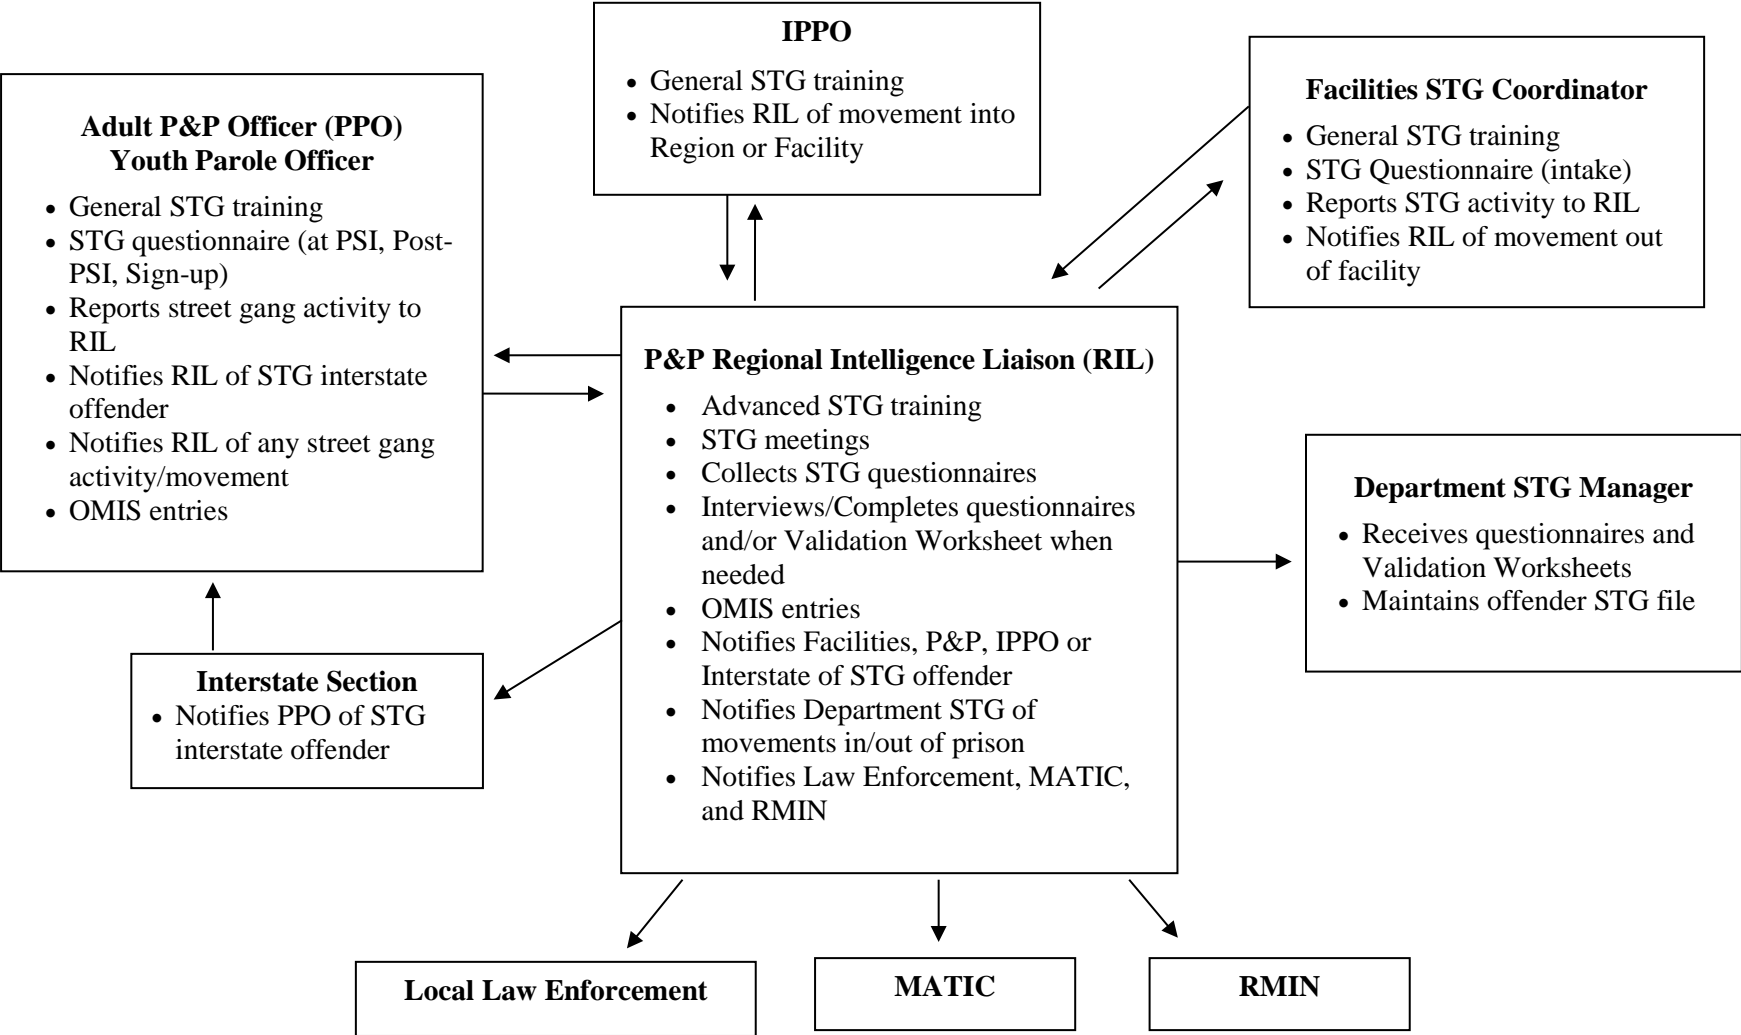 IPPO
• General STG training
• Notifies RIL of movement into
Region or Facility
Facilities STG Coordinator
• General STG training
• STG Questionnaire (intake)
• Reports STG activity to RIL
• Notifies RIL of movement out
of facility
Adult P&P Officer (PPO)
Youth Parole Officer
• General STG training
• STG questionnaire (at PSI, Post-
PSI, Sign-up)
• Reports street gang activity to
RIL
• Notifies RIL of STG interstate
offender
• Notifies RIL of any street gang
activity/movement
• OMIS entries
P&P Regional Intelligence Liaison (RIL)
• Advanced STG training
• STG meetings
• Collects STG questionnaires
• Interviews/Completes questionnaires
and/or Validation Worksheet when
needed
• OMIS entries
• Notifies Facilities, P&P, IPPO or
Interstate of STG offender
• Notifies Department STG of
movements in/out of prison
• Notifies Law Enforcement, MATIC,
and RMIN
Department STG Manager
• Receives questionnaires and
Validation Worksheets
• Maintains offender STG file
Interstate Section
• Notifies PPO of STG
interstate offender
Local Law Enforcement
MATIC
RMIN